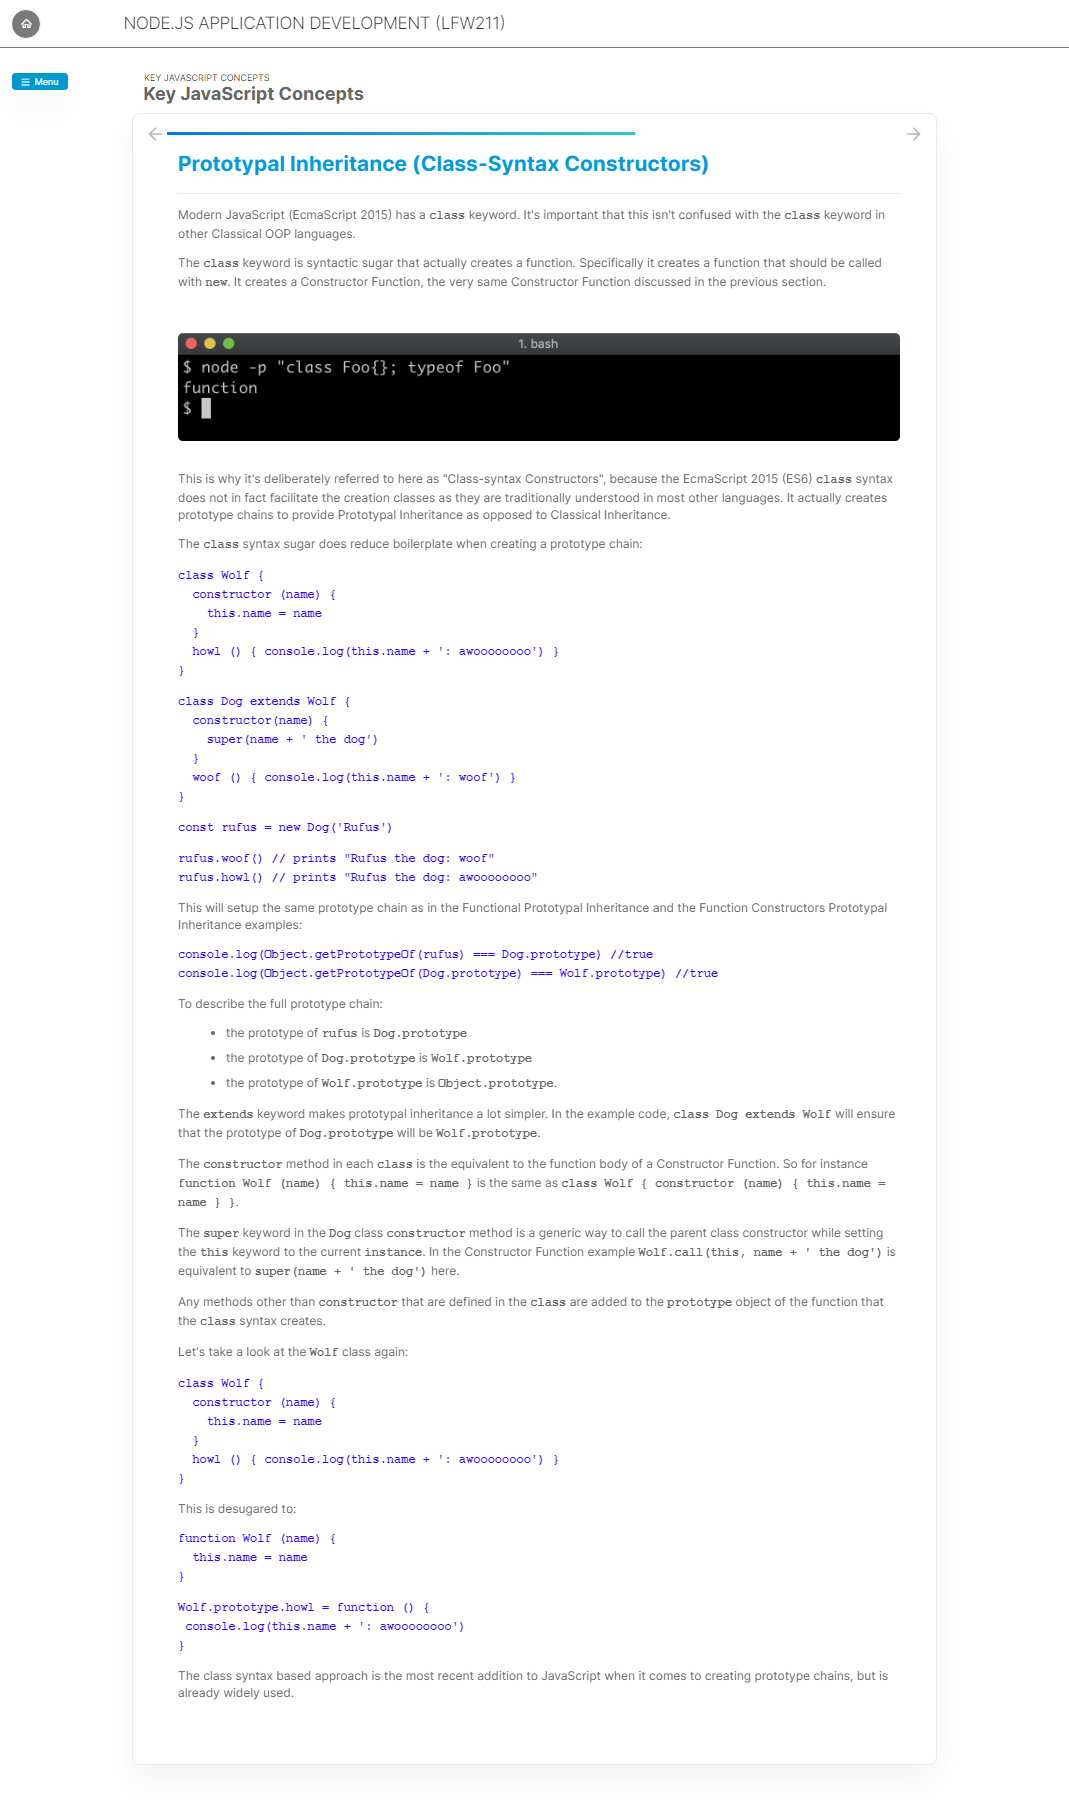 NODE.JS APPLICATION DEVELOPMENT (LFW211)
Menu
KEY JAVASCRIPT CONCEPTS
Key JavaScript Concepts
Prototypal Inheritance (Class-Syntax Constructors)
Modern JavaScript (EcmaScript 2015) has a class keyword. It's important that this isn't confused with the class keyword in
other Classical OOP languages.
The class keyword is syntactic sugar that actually creates a function. Specifically it creates a function that should be called
with new. It creates a Constructor Function, the very same Constructor Function discussed in the previous section.
1. bash
$ node -p "class Foo{}; typeof Foo"
function
$
This is why it's deliberately referred to here as "Class-syntax Constructors", because the EcmaScript 2015 (ES6) class syntax
does not in fact facilitate the creation classes as they are traditionally understood in most other languages. It actually creates
prototype chains to provide Prototypal Inheritance as opposed to Classical Inheritance.
The class syntax sugar does reduce boilerplate when creating a prototype chain:
class Wolf {
  constructor (name) {
    this.name = name
  }
  howl () { console.log(this.name + ': awoooooooo') }
}
class Dog extends Wolf {
  constructor(name) {
    super(name + ' the dog')
  }
  woof () { console.log(this.name + ': woof') }
}
const rufus = new Dog('Rufus')
rufus.woof() // prints "Rufus the dog: woof"
rufus.howl() // prints "Rufus the dog: awoooooooo"
This will setup the same prototype chain as in the Functional Prototypal Inheritance and the Function Constructors Prototypal
Inheritance examples:
console.log(Object.getPrototypeOf(rufus) === Dog.prototype) //true
console.log(Object.getPrototypeOf(Dog.prototype) === Wolf.prototype) //true
To describe the full prototype chain:
• the prototype of rufus is Dog.prototype
• the prototype of Dog.prototype is Wolf.prototype
• the prototype of Wolf.prototype is Object.prototype.
The extends keyword makes prototypal inheritance a lot simpler. In the example code, class Dog extends Wolf will ensure
that the prototype of Dog.prototype will be Wolf.prototype.
The constructor method in each class is the equivalent to the function body of a Constructor Function. So for instance
function Wolf (name) { this.name = name } is the same as class Wolf { constructor (name) { this.name =
name } }.
The super keyword in the Dog class constructor method is a generic way to call the parent class constructor while setting
the this keyword to the current instance. In the Constructor Function example Wolf.call(this, name + ' the dog') is
equivalent to super(name + ' the dog') here.
Any methods other than constructor that are defined in the class are added to the prototype object of the function that
the class syntax creates.
Let's take a look at the Wolf class again:
class Wolf {
  constructor (name) {
    this.name = name
  }
  howl () { console.log(this.name + ': awoooooooo') }
}
This is desugared to:
function Wolf (name) {
  this.name = name
}
Wolf.prototype.howl = function () {
 console.log(this.name + ': awoooooooo')
}
The class syntax based approach is the most recent addition to JavaScript when it comes to creating prototype chains, but is
already widely used.